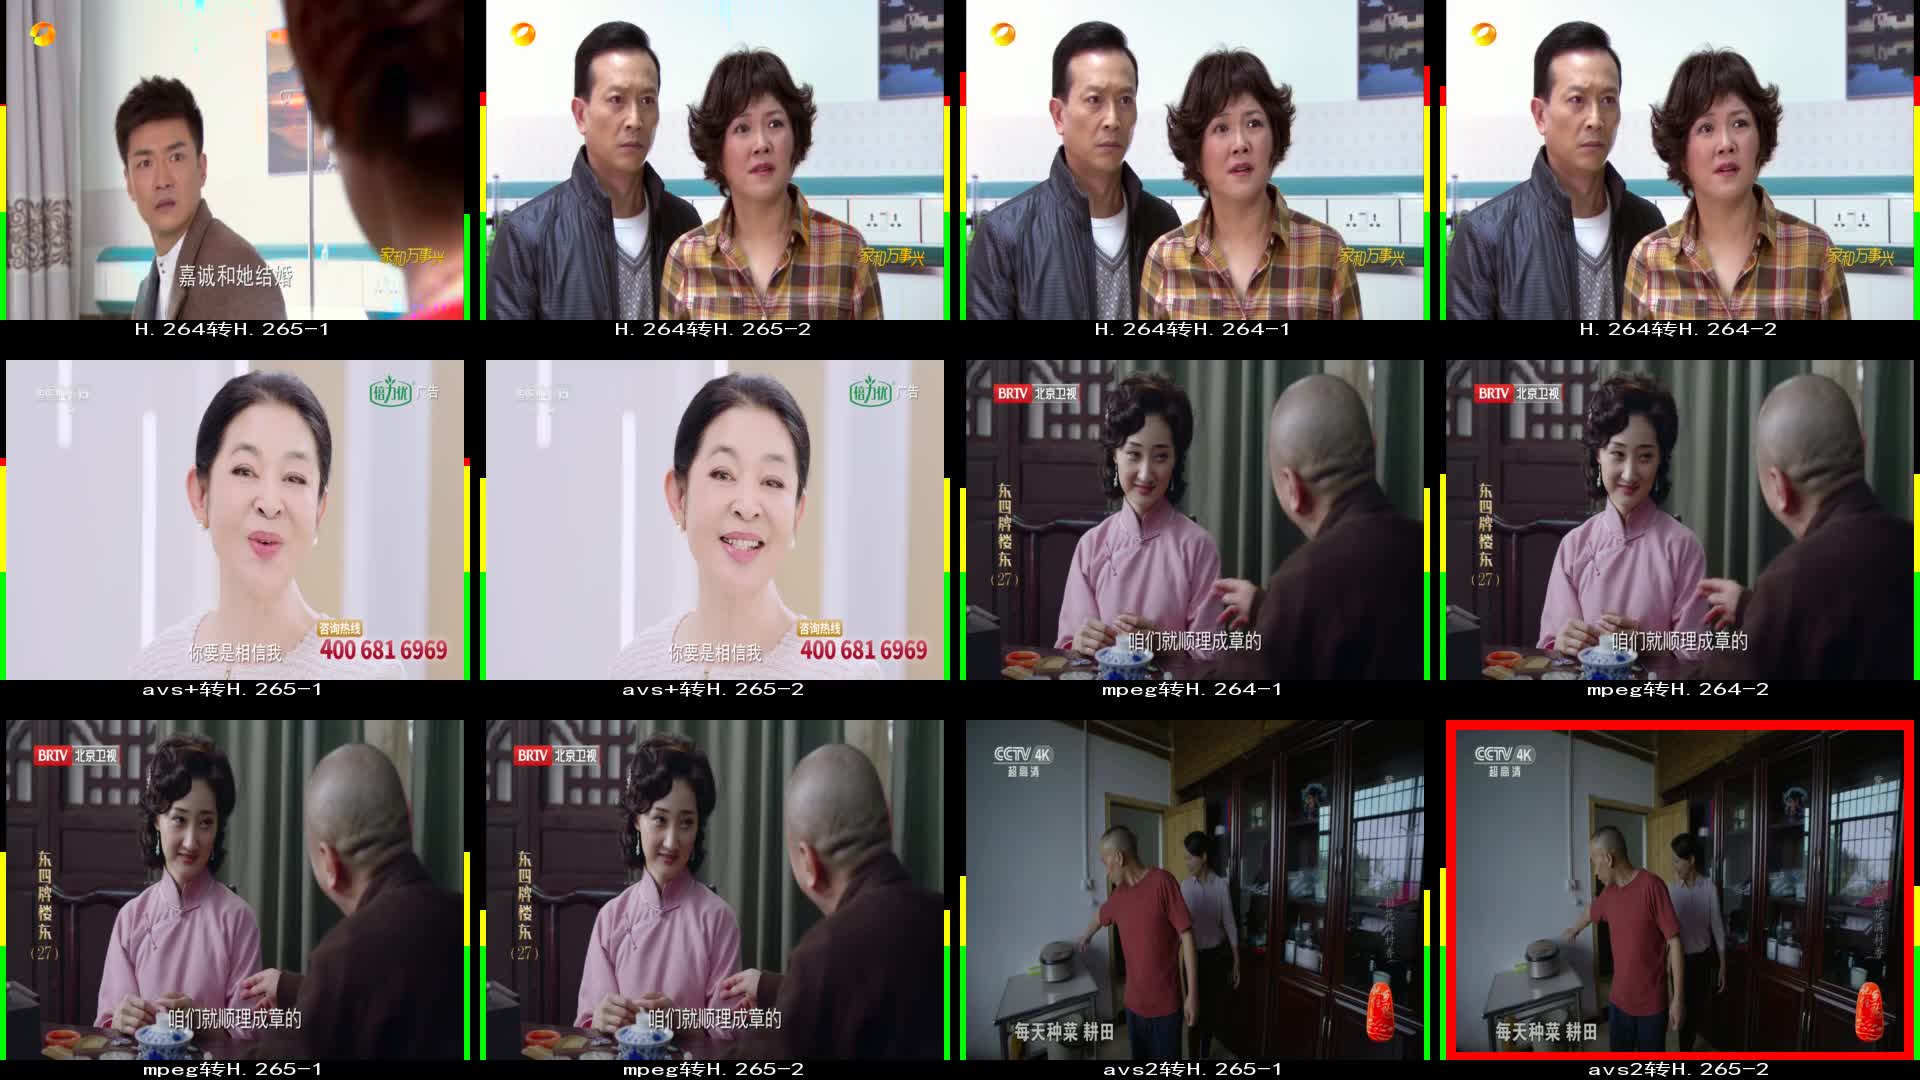 家和万事兴
嘉诚和她结婚
H. 264转H. 265-1
家和万事兴
H. 264转H. 265-2
家和万事兴
H. 264转H. 264-1
家和万事兴
H. 264转H. 264-2
倍力优 广告
咨询热线
你要是相信我 400 681 6969
avs+转H. 265-1
倍力优 广告
咨询热线
你要是相信我 400 681 6969
avs+转H. 265-2
BRTV 北京卫视
东四牌楼东
(27)
咱们就顺理成章的
mpeg转H. 264-1
BRTV 北京卫视
东四牌楼东
(27)
咱们就顺理成章的
mpeg转H. 264-2
BRTV 北京卫视
东四牌楼东
(27)
咱们就顺理成章的
mpeg转H. 265-1
BRTV 北京卫视
东四牌楼东
(27)
咱们就顺理成章的
mpeg转H. 265-2
CCTV 4K
超高清
每天种菜 耕田
avs2转H. 265-1
CCTV 4K
超高清
稻花满村香
每天种菜 耕田
avs2转H. 265-2